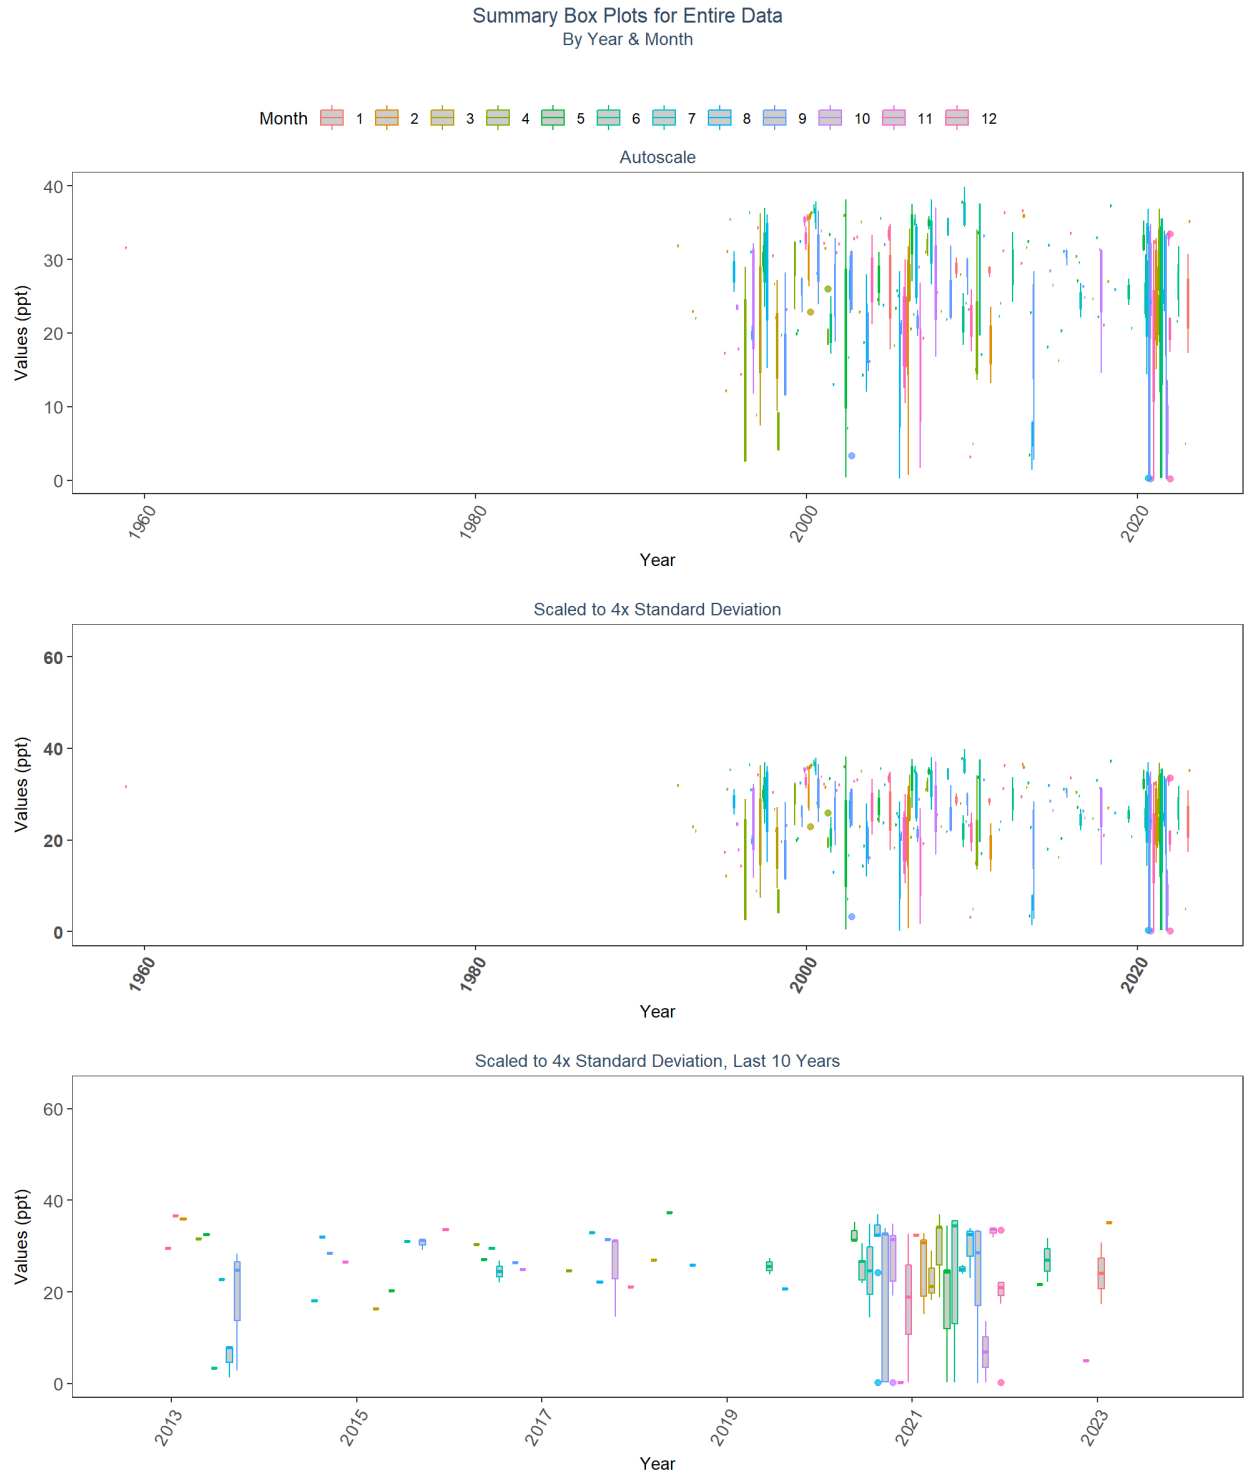 Summary Box Plots for Entire Data
By Year & Month
Month 1 2 3 4 5 6 7 8 9 10 11 12
Autoscale
Values (ppt)
40
30
20
10
0
1960 1980 2000 2020
Year
Scaled to 4x Standard Deviation
Values (ppt)
60
40
20
0
1960 1980 2000 2020
Year
Scaled to 4x Standard Deviation, Last 10 Years
Values (ppt)
60
40
20
0
2013 2015 2017 2019 2021 2023
Year